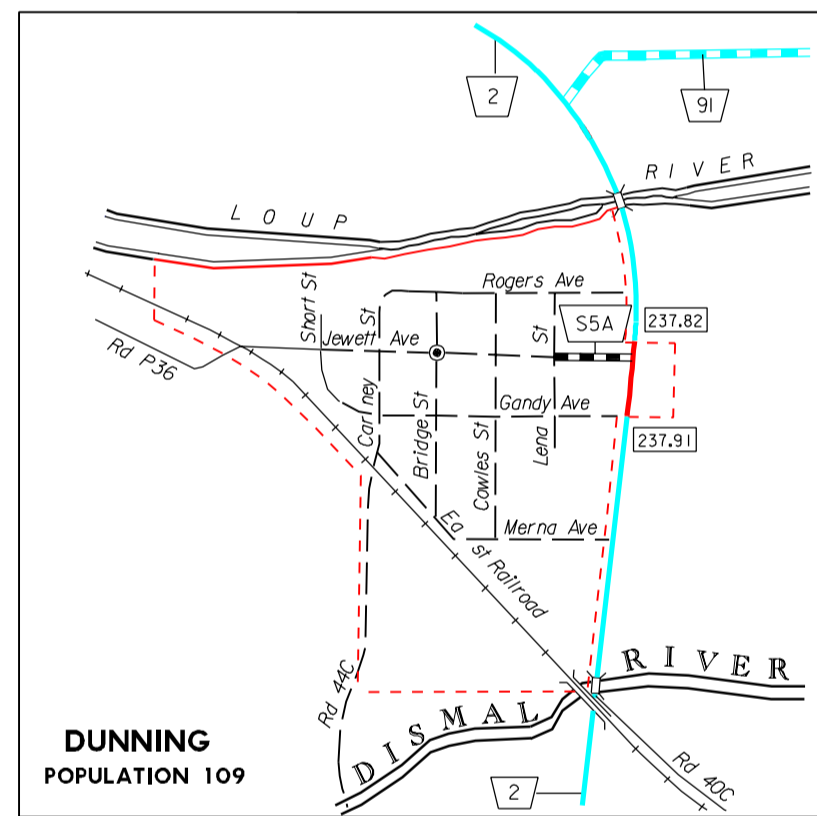 2
91
LOUP
RIVER
Rogers Ave
Short St
Jewett Ave
St
S5A
237.82
Rd P36
Carlney St
Bridge St
Gandy Ave
Cowles St
Lena
237.91
East Railroad
Merna Ave
Rd 44C
DISMAL
RIVER
DUNNING
POPULATION 109
2
Rd 40C